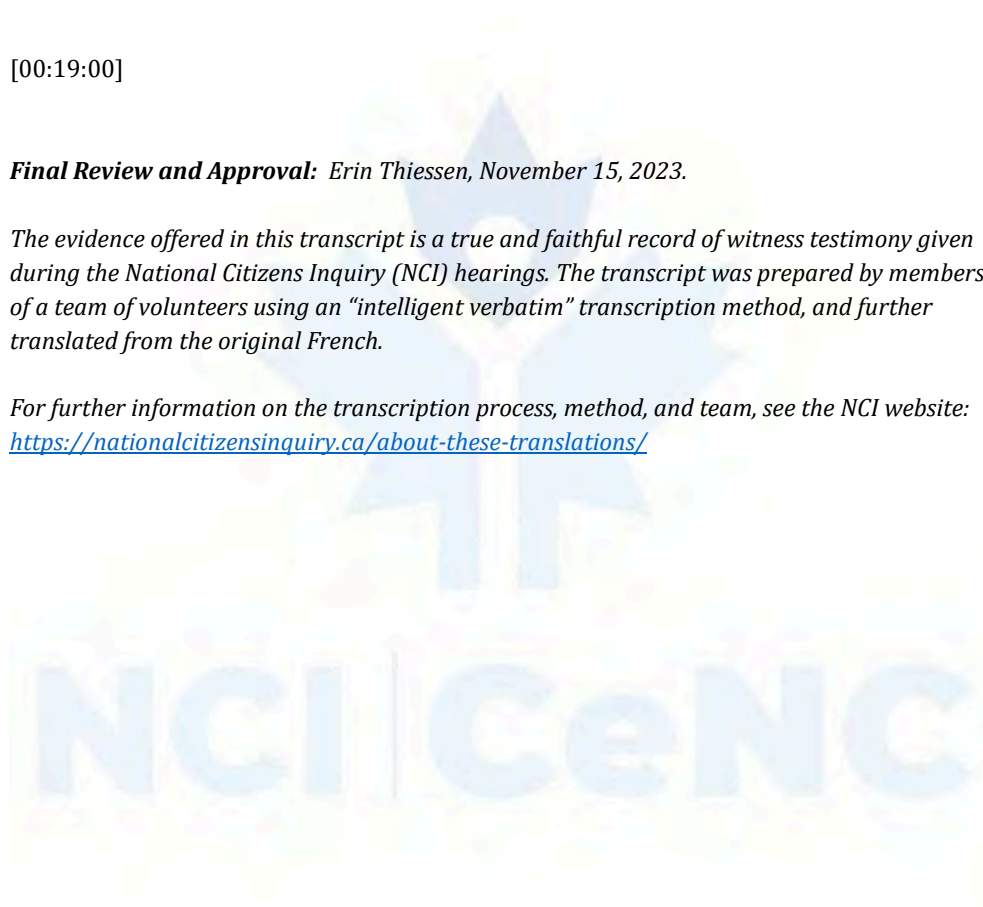 [00:19:00]
Final Review and Approval: Erin Thiessen, November 15, 2023.
The evidence offered in this transcript is a true and faithful record of witness testimony given
during the National Citizens Inquiry (NCI) hearings. The transcript was prepared by members
of a team of volunteers using an “intelligent verbatim” transcription method, and further
translated from the original French.
For further information on the transcription process, method, and team, see the NCI website:
https://nationalcitizensinquiry.ca/about-these-translations/
NCI | CeNC